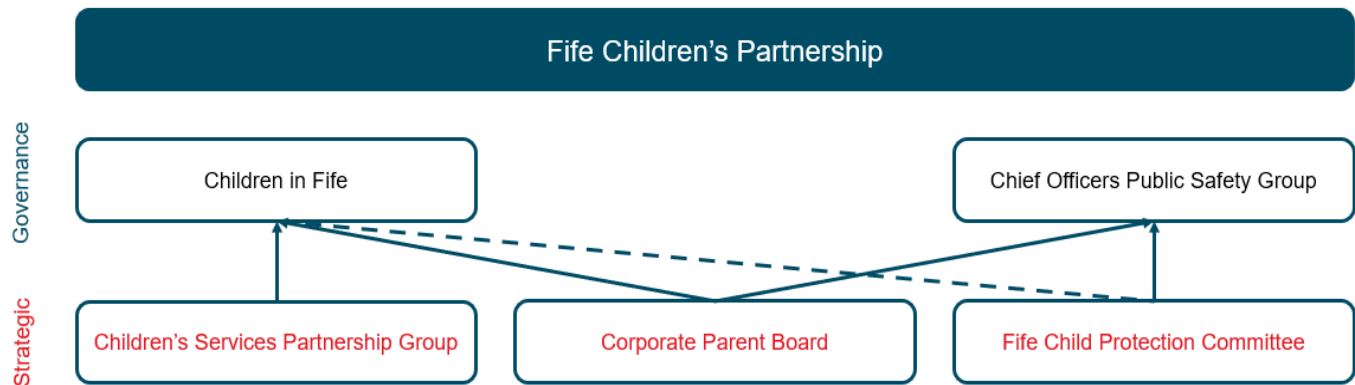 Fife Children's Partnership
Governance
Children in Fife
Chief Officers Public Safety Group
Strategic
Children's Services Partnership Group
Corporate Parent Board
Fife Child Protection Committee